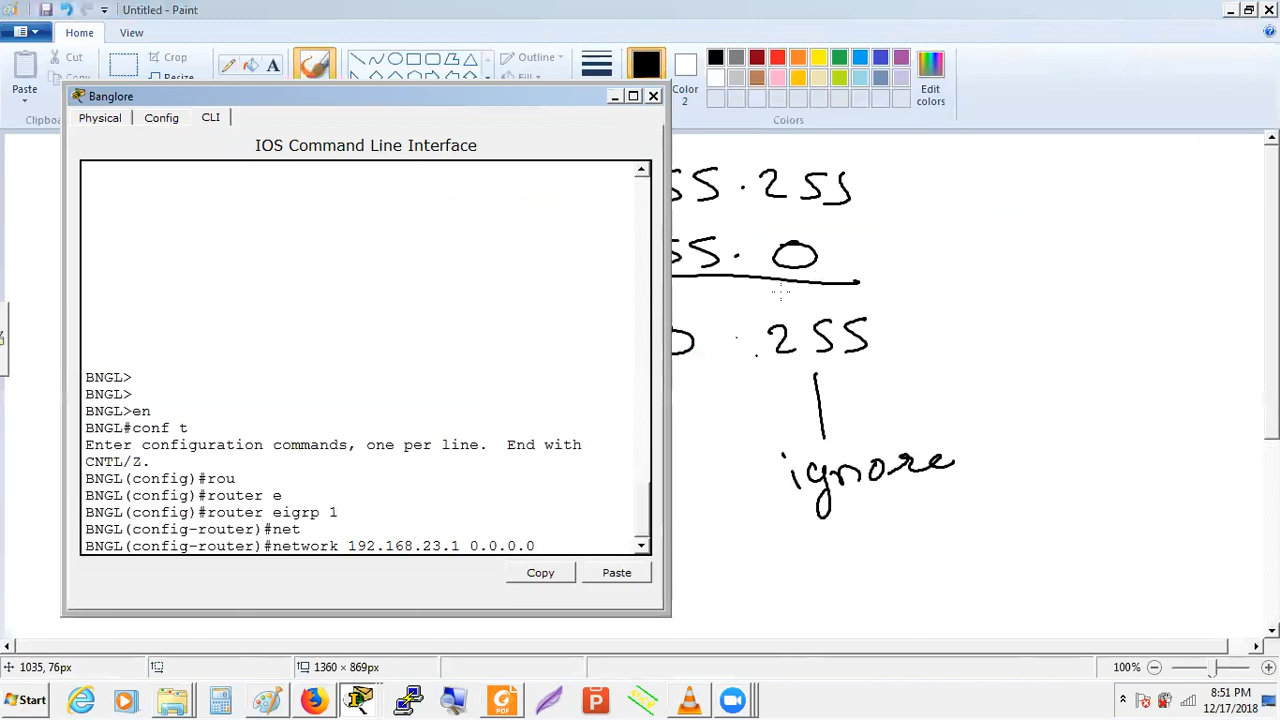 Untitled - Paint
Home
View
Paste
Cut
Copy
Crop
Resize
A
Outline
Fill
Color
2
Edit
colors
Colors
Banglore
Physical
Config
CLI
IOS Command Line Interface
55.255
55.0
0 .255
ignore
BNGL>
BNGL>
BNGL>en
BNGL#conf t
Enter configuration commands, one per line. End with
CNTL/Z.
BNGL(config)#rou
BNGL(config)#router e
BNGL(config)#router eigrp 1
BNGL(config-router)#net
BNGL(config-router)#network 192.168.23.1 0.0.0.0
Copy
Paste
1035, 76px
1360 × 869px
100%
Start
PDF
P
8:51 PM
12/17/2018